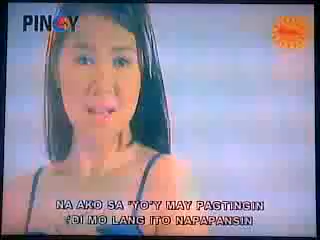 PINOY
NA AKO SA 'YO'Y MAY PAGTINGIN
'DI MO LANG ITO NAPAPANSIN